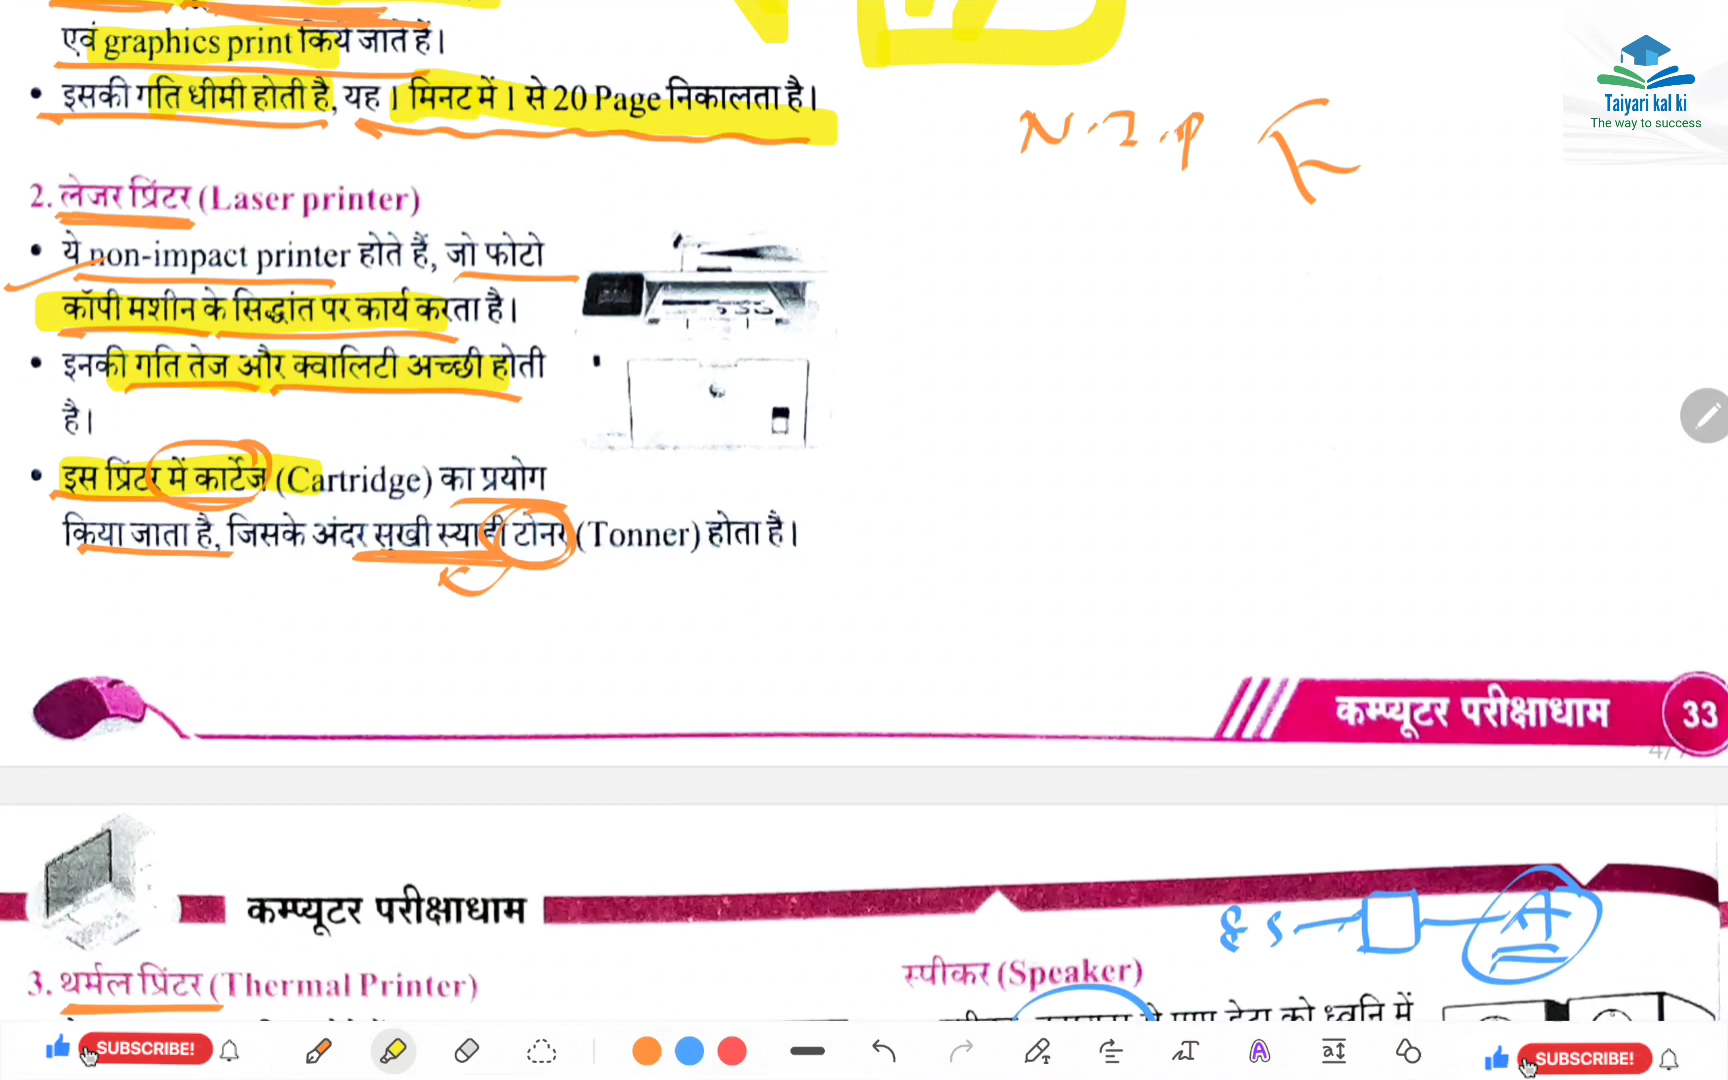 एवं graphics print किये जाते हैं।
• इसकी गति धीमी होती है, यह 1 मिनट में 1 से 20 Page निकालता है।
N.I.P
Taiyari kal ki
The way to success
2. लेजर प्रिंटर (Laser printer)
• ये non-impact printer होते हैं, जो फोटो
कॉपी मशीन के सिद्धांत पर कार्य करता है।
• इनकी गति तेज और क्वालिटी अच्छी होती
है।
• इस प्रिंटर में कार्टेज (Cartridge) का प्रयोग
किया जाता है, जिसके अंदर सुखी स्याही टोनर (Tonner) होता है।
कम्प्यूटर परीक्षाधाम 33
कम्प्यूटर परीक्षाधाम
A
3. थर्मल प्रिंटर (Thermal Printer)
स्पीकर (Speaker)
डेटा को ध्वनि में
SUBSCRIBE!
SUBSCRIBE!